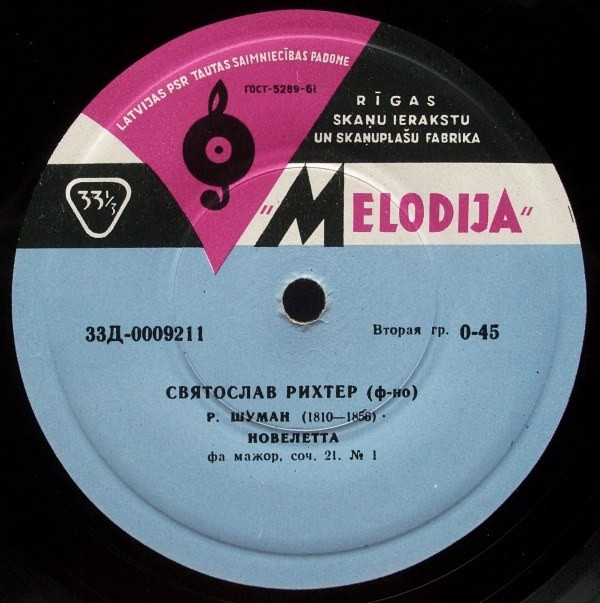 LATVIJAS PSR TAUTAS SAIMNIECĪBAS PADOME
ГОСТ-5289-61
RĪGAS
SKAŅU IERAKSTU
UN SKAŅUPLAŠU FABRIKA
33⅓
"MELODIJA"
33Д-0009211
Вторая гр. 0-45
СВЯТОСЛАВ РИХТЕР (ф-но)
Р. ШУМАН (1810—1856)
НОВЕЛЕТТА
фа мажор, соч. 21. № 1